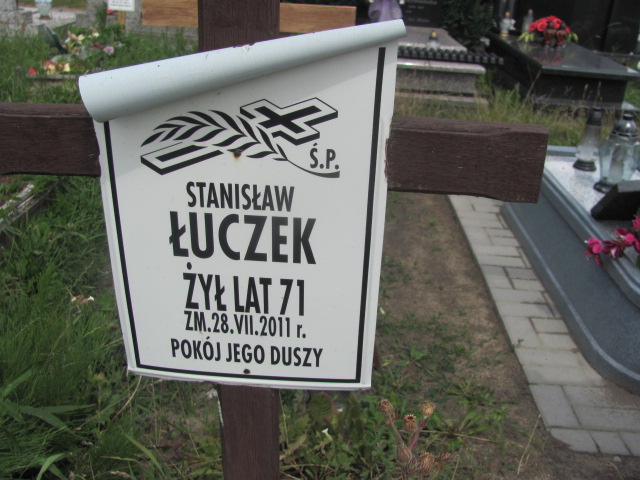 Ś.P.
STANISŁAW
ŁUCZEK
ŻYŁ LAT 71
ZM.28.VII.2011 r.
POKÓJ JEGO DUSZY